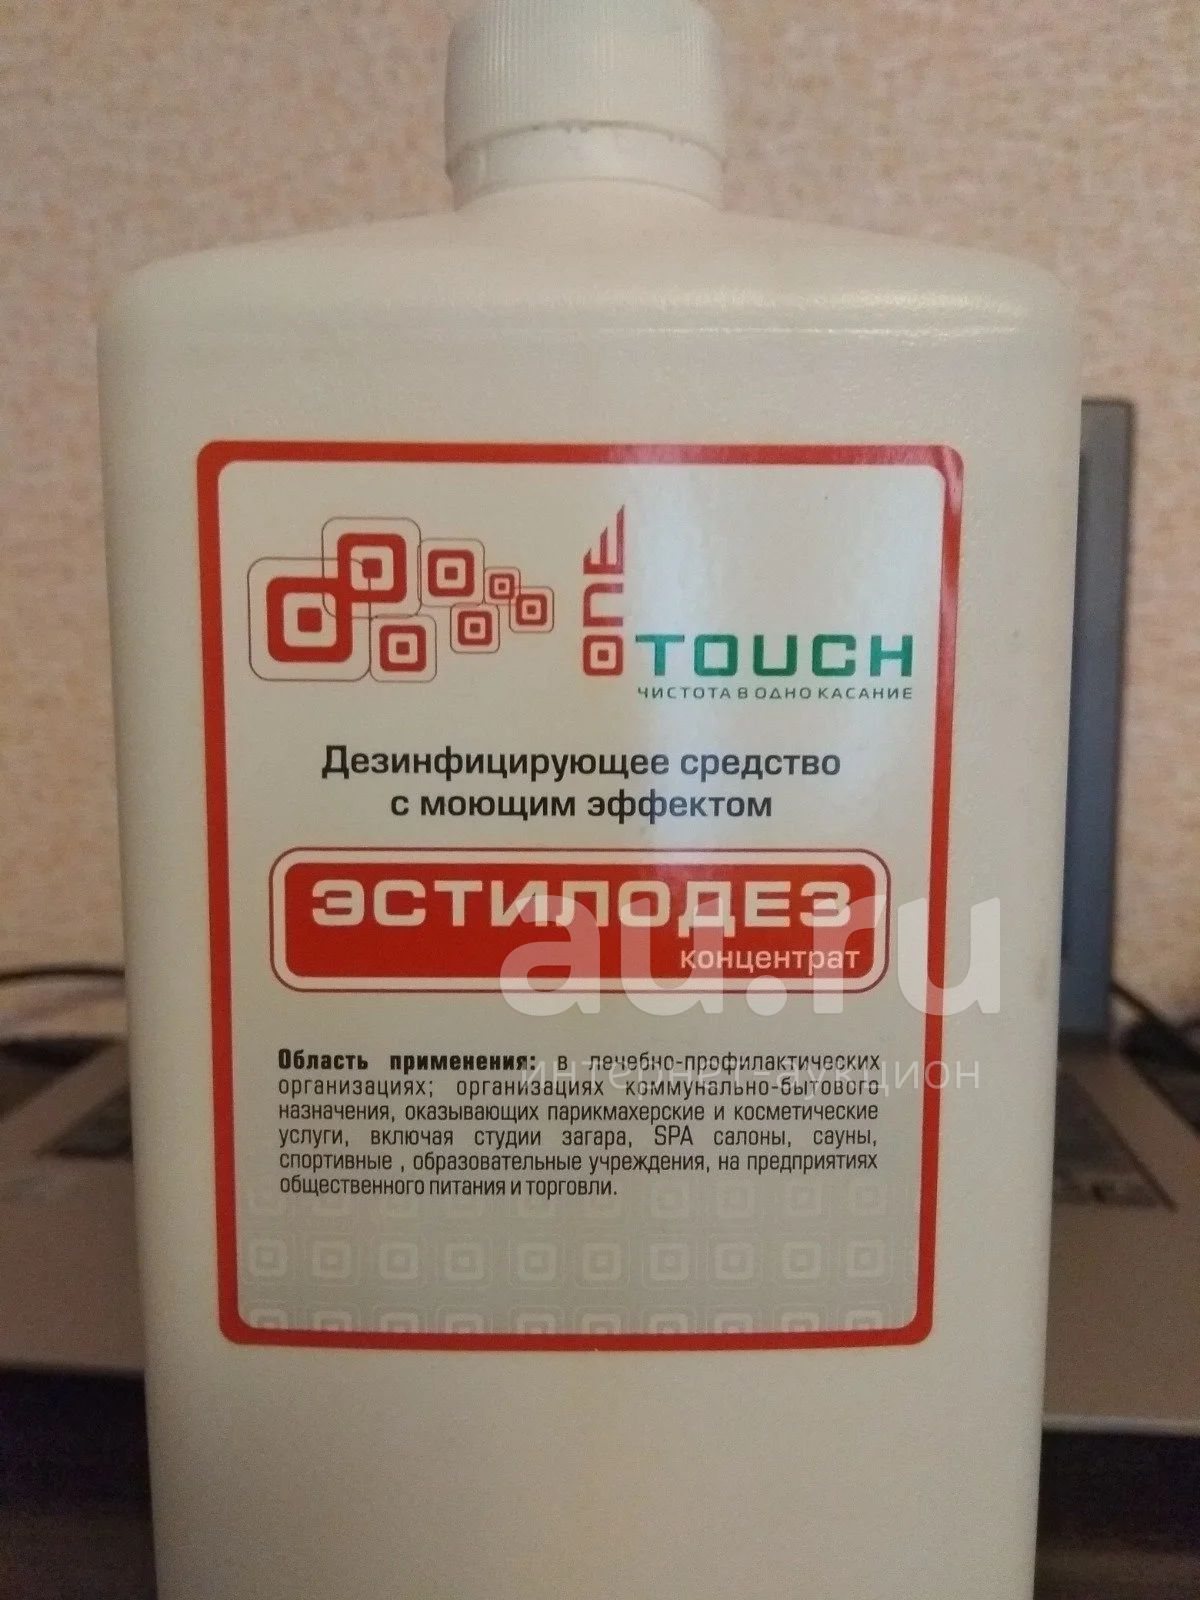 ONE
TOUCH
ЧИСТОТА В ОДНО КАСАНИЕ
Дезинфицирующее средство
с моющим эффектом
ЭСТИЛОДЕЗ
концентрат
au.ru
интернет-аукцион
Область применения: в лечебно-профилактических
организациях; организациях коммунально-бытового
назначения, оказывающих парикмахерские и косметические
услуги, включая студии загара, SPA салоны, сауны,
спортивные , образовательные учреждения, на предприятиях
общественного питания и торговли.